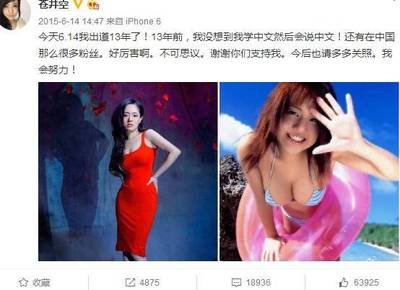 苍井空
2015-6-14 14:47 来自 iPhone 6
今天6.14我出道13年了！13年前，我没想到我学中文然后会说中文！还有在中国
那么很多粉丝。好厉害啊。不可思议。谢谢你们支持我。今后也请多多关照。我
会努力！
收藏 4875 18936 63925